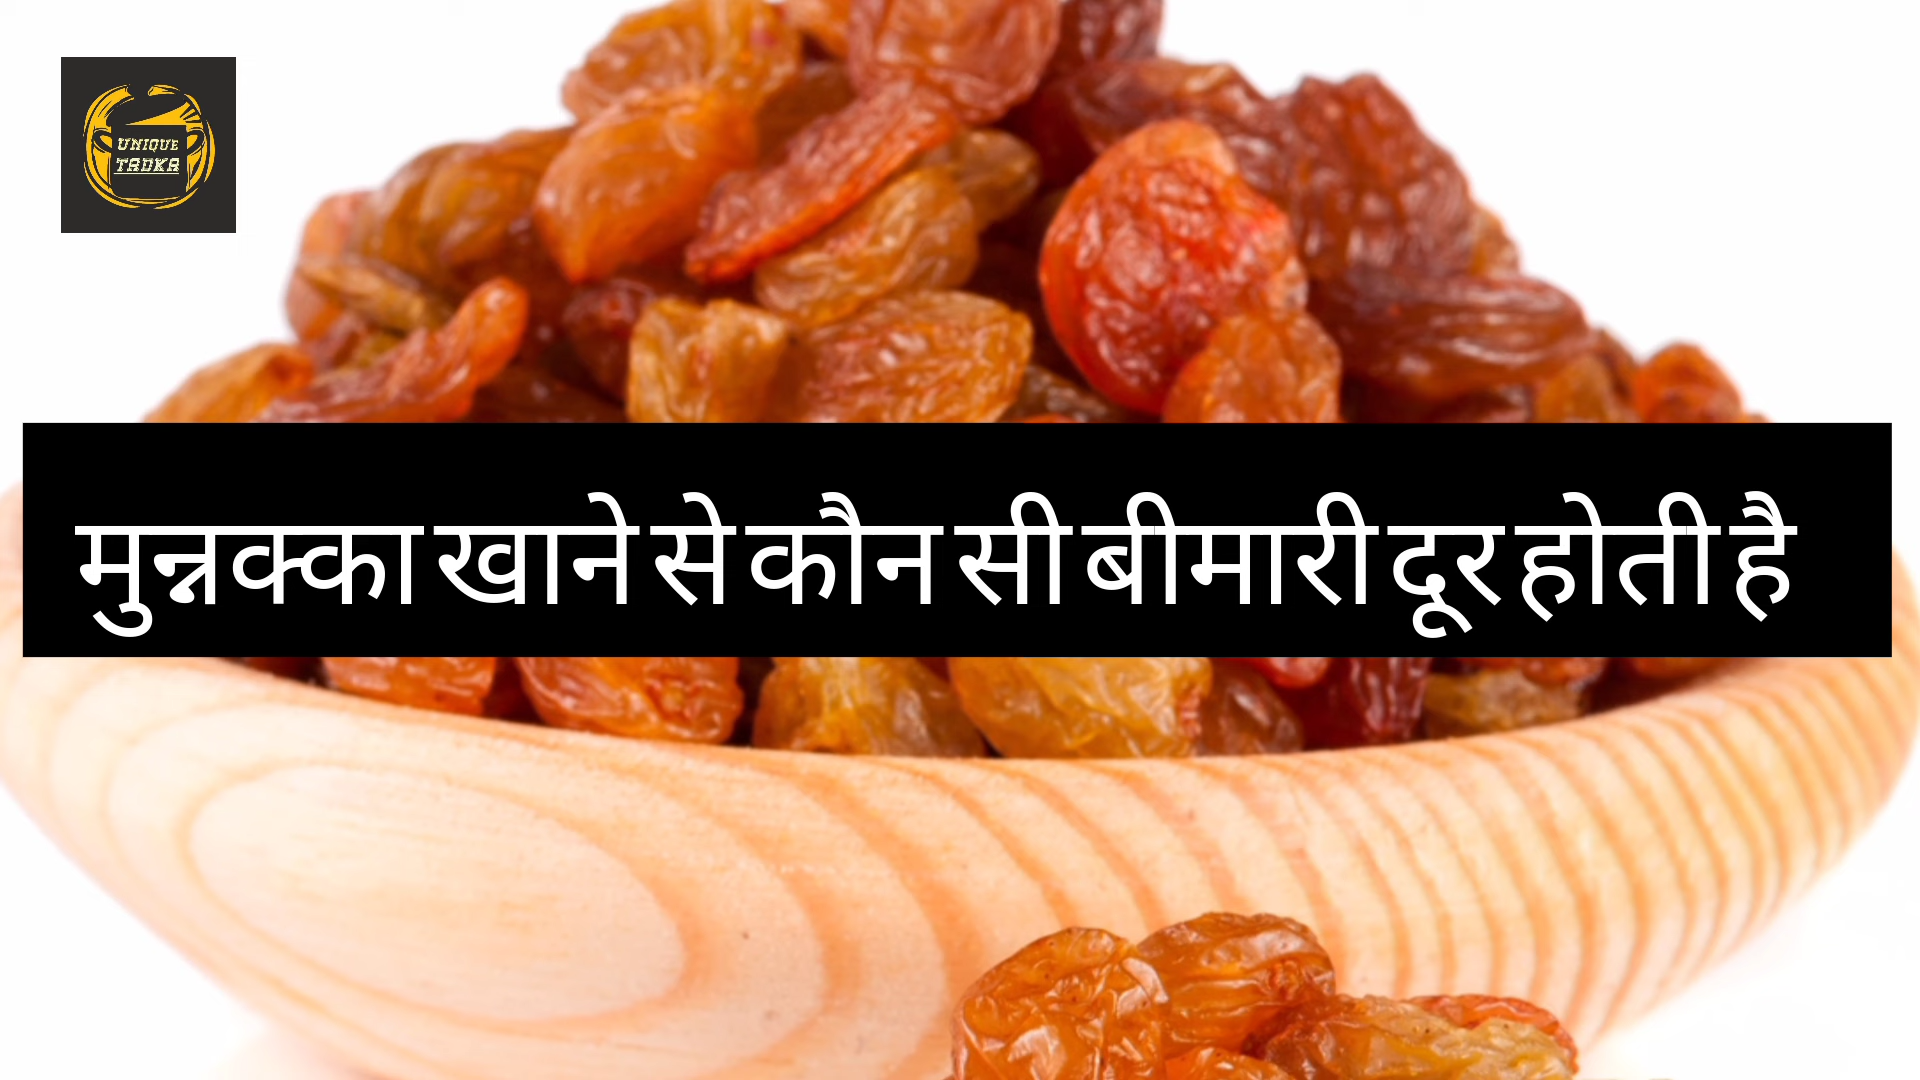 UNIQUE
TADKA
मुन्नक्का खाने से कौन सी बीमारी दूर होती है